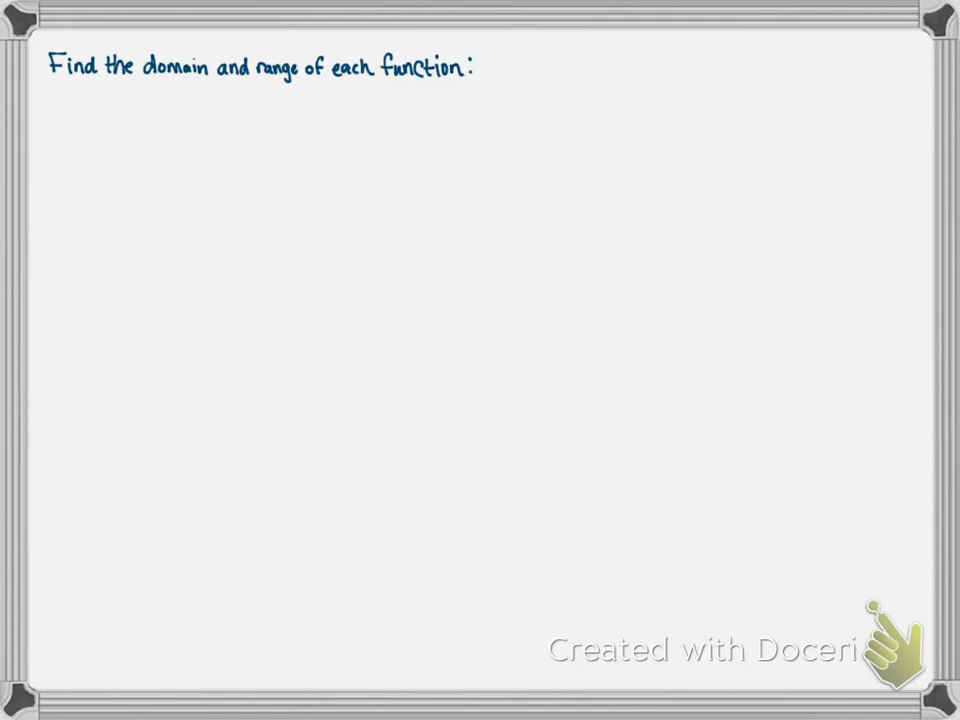 Find the domain and range of each function:
Created with Doceri